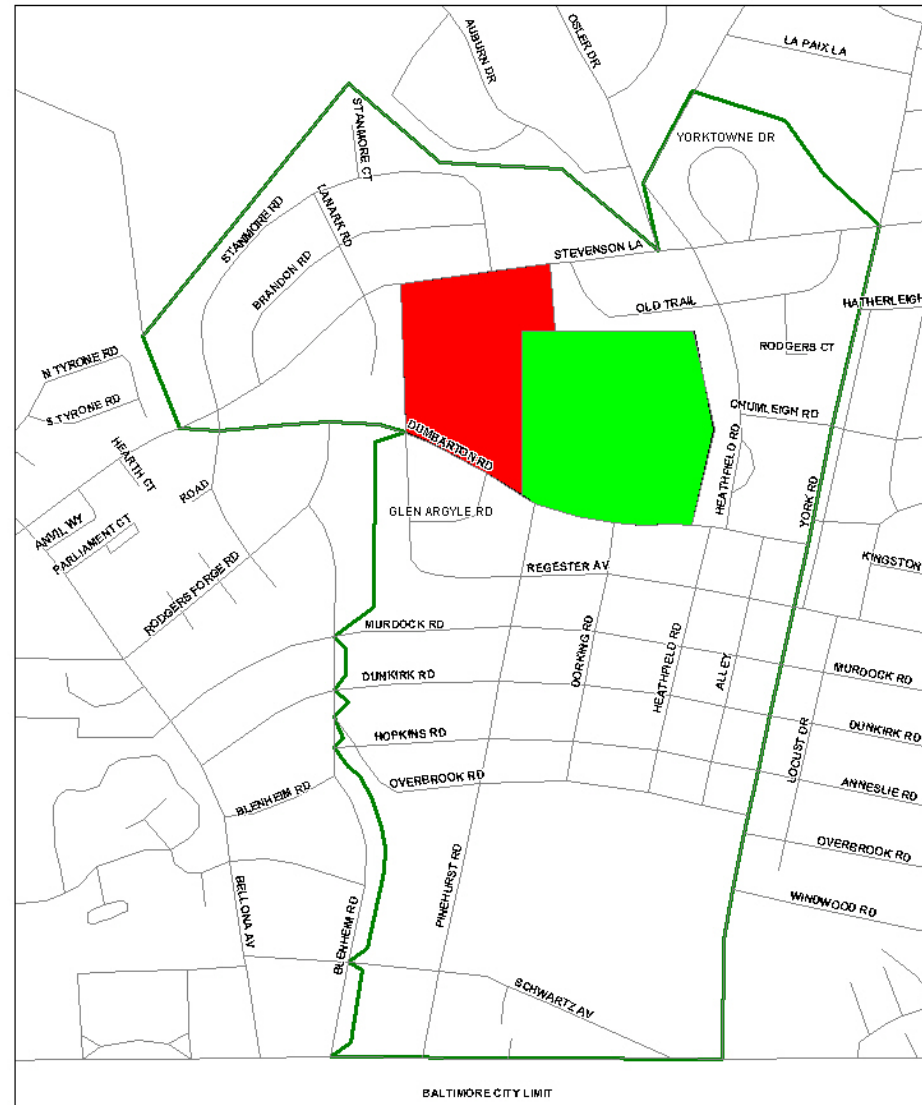 OSLER DR
AUBURN DR
LA PAIX LA
STANMORE CT
YORKTOWNE DR
LANARK RD
STANMORE RD
STEVENSON LA
BRANDON RD
OLD TRAIL
HATHERLEIGH
RODGERS CT
N TYRONE RD
S TYRONE RD
CHUMLEIGH RD
DUMBARTON RD
HEATHFIELD RD
HEARTH CT
ROAD
YORK RD
GLEN ARGYLE RD
ANVIL WY
PARLIAMENT CT
RODGERS FORGE RD
REGESTER AV
KINGSTON
MURDOCK RD
DORKING RD
HEATHFIELD RD
ALLEY
MURDOCK RD
DUNKIRK RD
DUNKIRK RD
HOPKINS RD
LOCUST DR
OVERBROOK RD
ANNESLIE RD
BLENHEIM RD
OVERBROOK RD
PINEHURST RD
WINDWOOD RD
BELLONA AV
BLENHEIM RD
SCHWARTZ AV
BALTIMORE CITY LIMIT